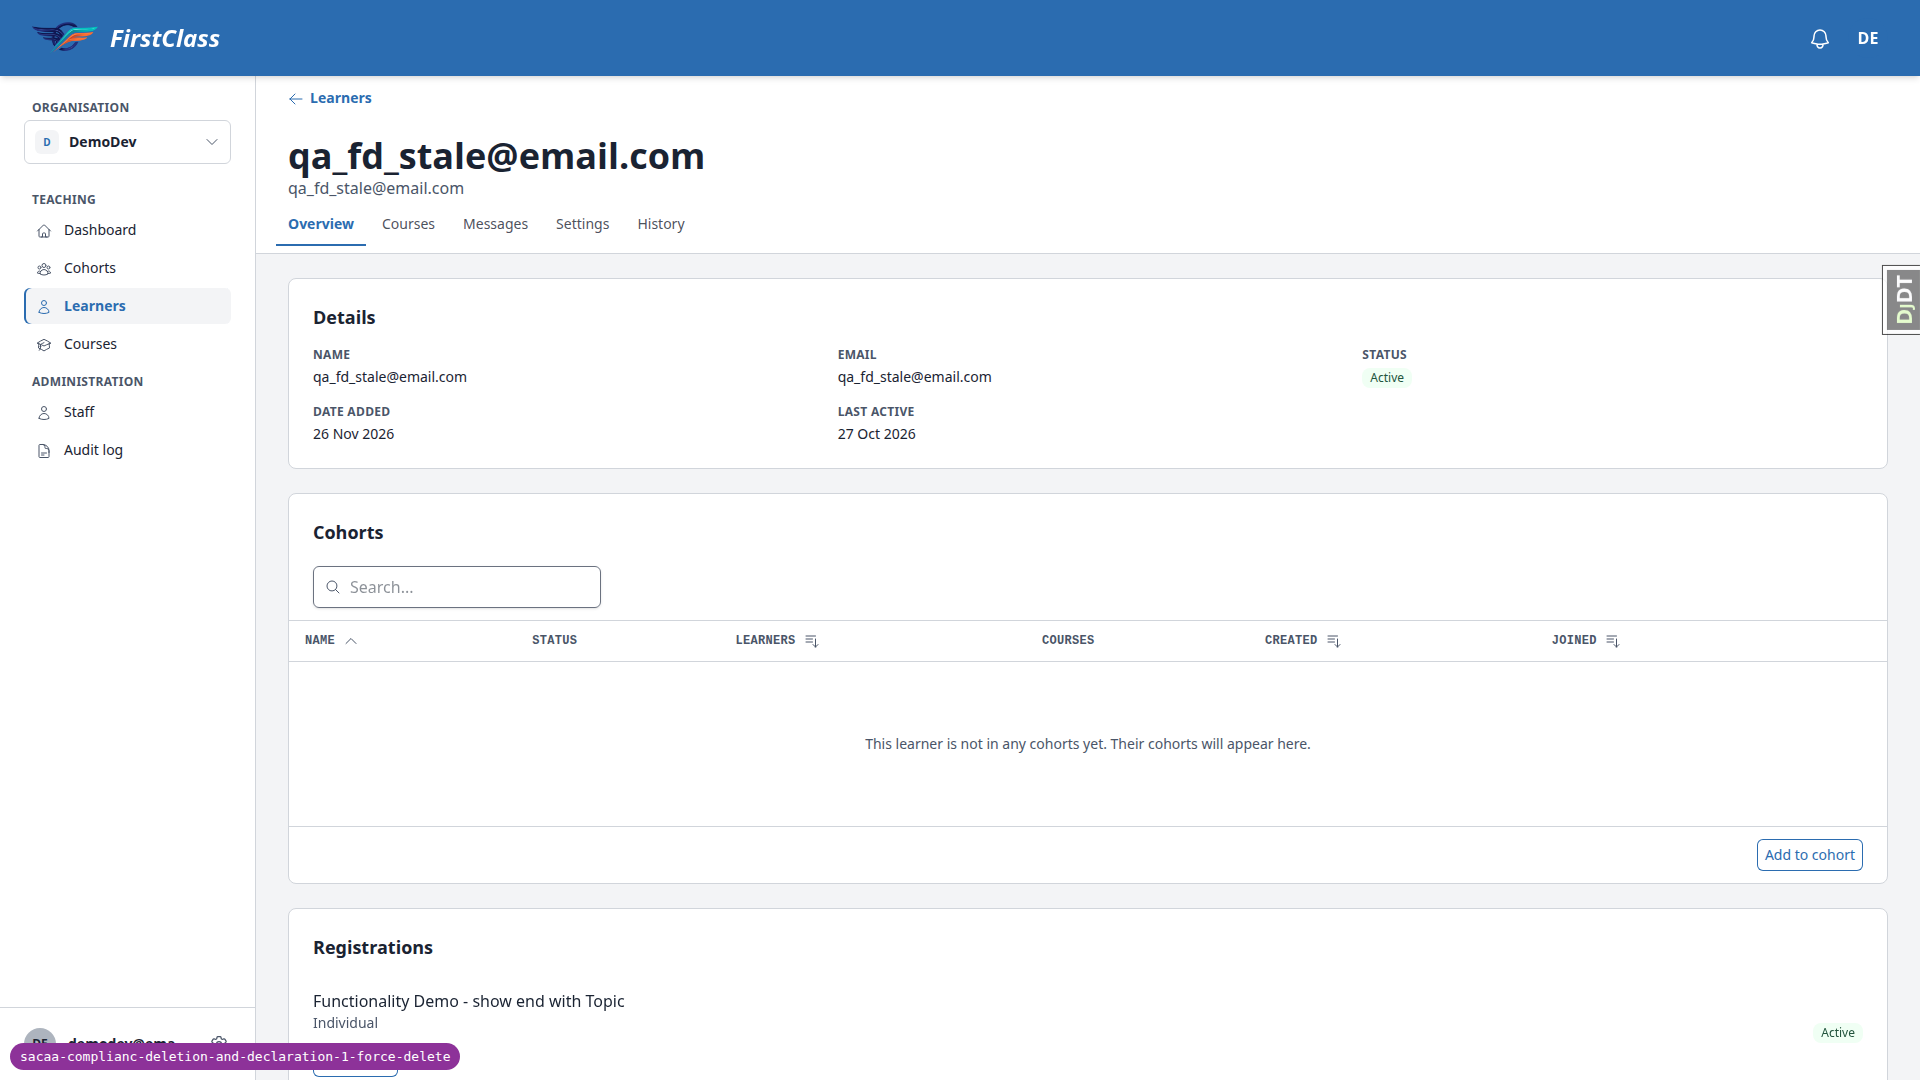 FirstClass
DE
ORGANISATION
D DemoDev
TEACHING
Dashboard
Cohorts
Learners
Courses
ADMINISTRATION
Staff
Audit log
sacaa-complianc-deletion-and-declaration-1-force-delete
Learners
qa_fd_stale@email.com
qa_fd_stale@email.com
Overview Courses Messages Settings History
DjDT
Details
NAME EMAIL STATUS
qa_fd_stale@email.com qa_fd_stale@email.com Active
DATE ADDED LAST ACTIVE
26 Nov 2026 27 Oct 2026
Cohorts
Search...
NAME STATUS LEARNERS COURSES CREATED JOINED
This learner is not in any cohorts yet. Their cohorts will appear here.
Add to cohort
Registrations
Functionality Demo - show end with Topic
Individual
Active